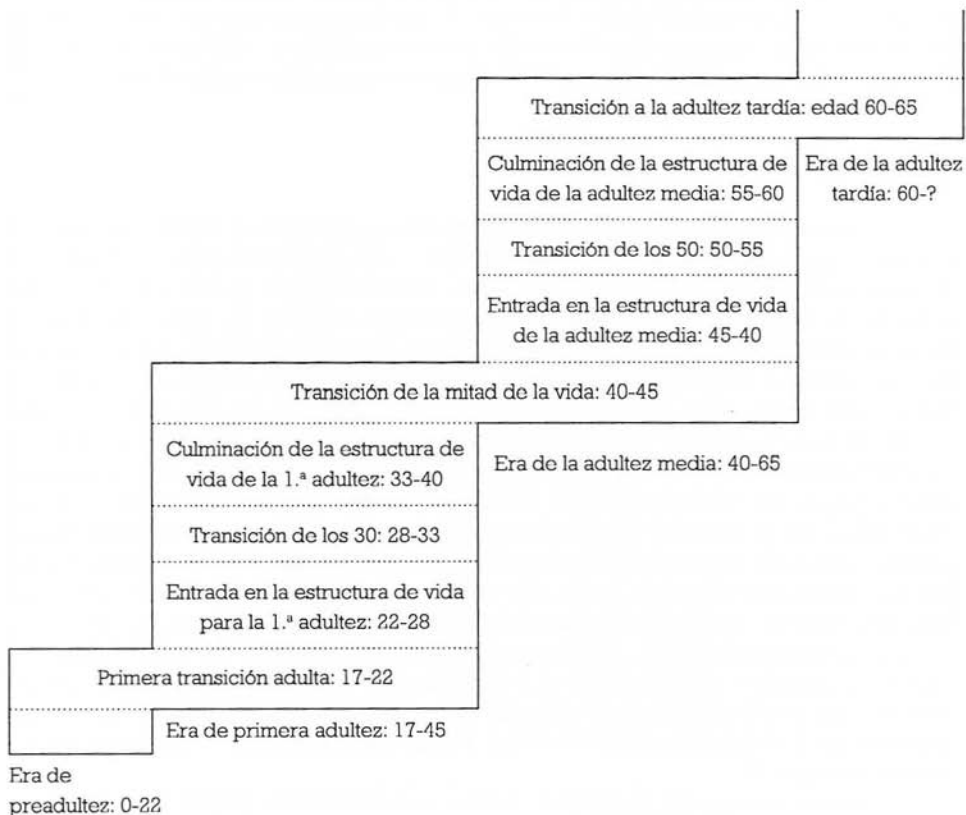 Transición a la adultez tardía: edad 60-65
Culminación de la estructura de
vida de la adultez media: 55-60
Era de la adultez
tardía: 60-?
Transición de los 50: 50-55
Entrada en la estructura de vida
de la adultez media: 45-40
Transición de la mitad de la vida: 40-45
Culminación de la estructura de
vida de la 1.ª adultez: 33-40
Era de la adultez media: 40-65
Transición de los 30: 28-33
Entrada en la estructura de vida
para la 1.ª adultez: 22-28
Primera transición adulta: 17-22
Era de primera adultez: 17-45
Era de
preadultez: 0-22